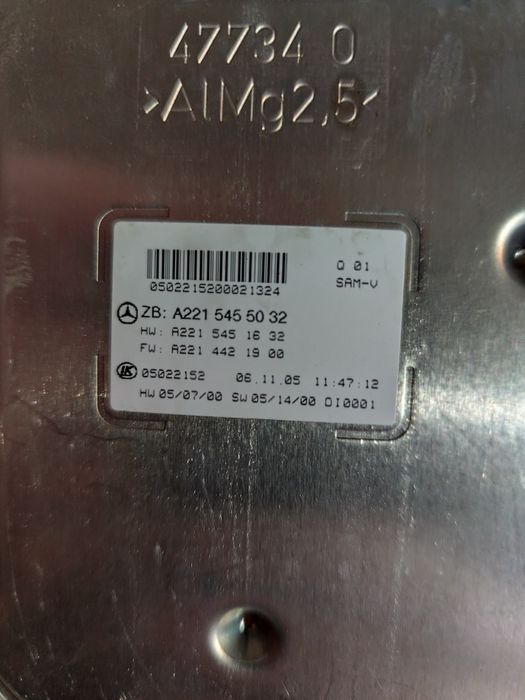 47734 0
>AlMg2,5<
Q 01
0502215200021324
SAM-V
ZB: A221 545 50 32
HW: A221 545 16 32
FW: A221 442 19 00
LK 05022152 06.11.05 11:47:12
HW 05/07/00 SW 05/14/00 DI0001